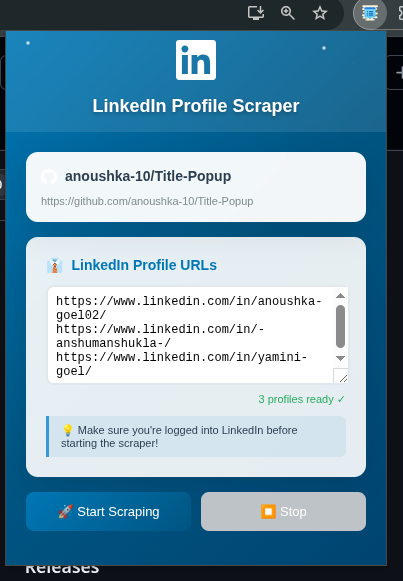 in
LinkedIn Profile Scraper
anoushka-10/Title-Popup
https://github.com/anoushka-10/Title-Popup
👔 LinkedIn Profile URLs
https://www.linkedin.com/in/anoushka-
goel02/
https://www.linkedin.com/in/-
anshumanshukla-/
https://www.linkedin.com/in/yamini-
goel/
3 profiles ready ✓
💡 Make sure you're logged into LinkedIn before
starting the scraper!
🚀 Start Scraping
⏹️ Stop
Releases